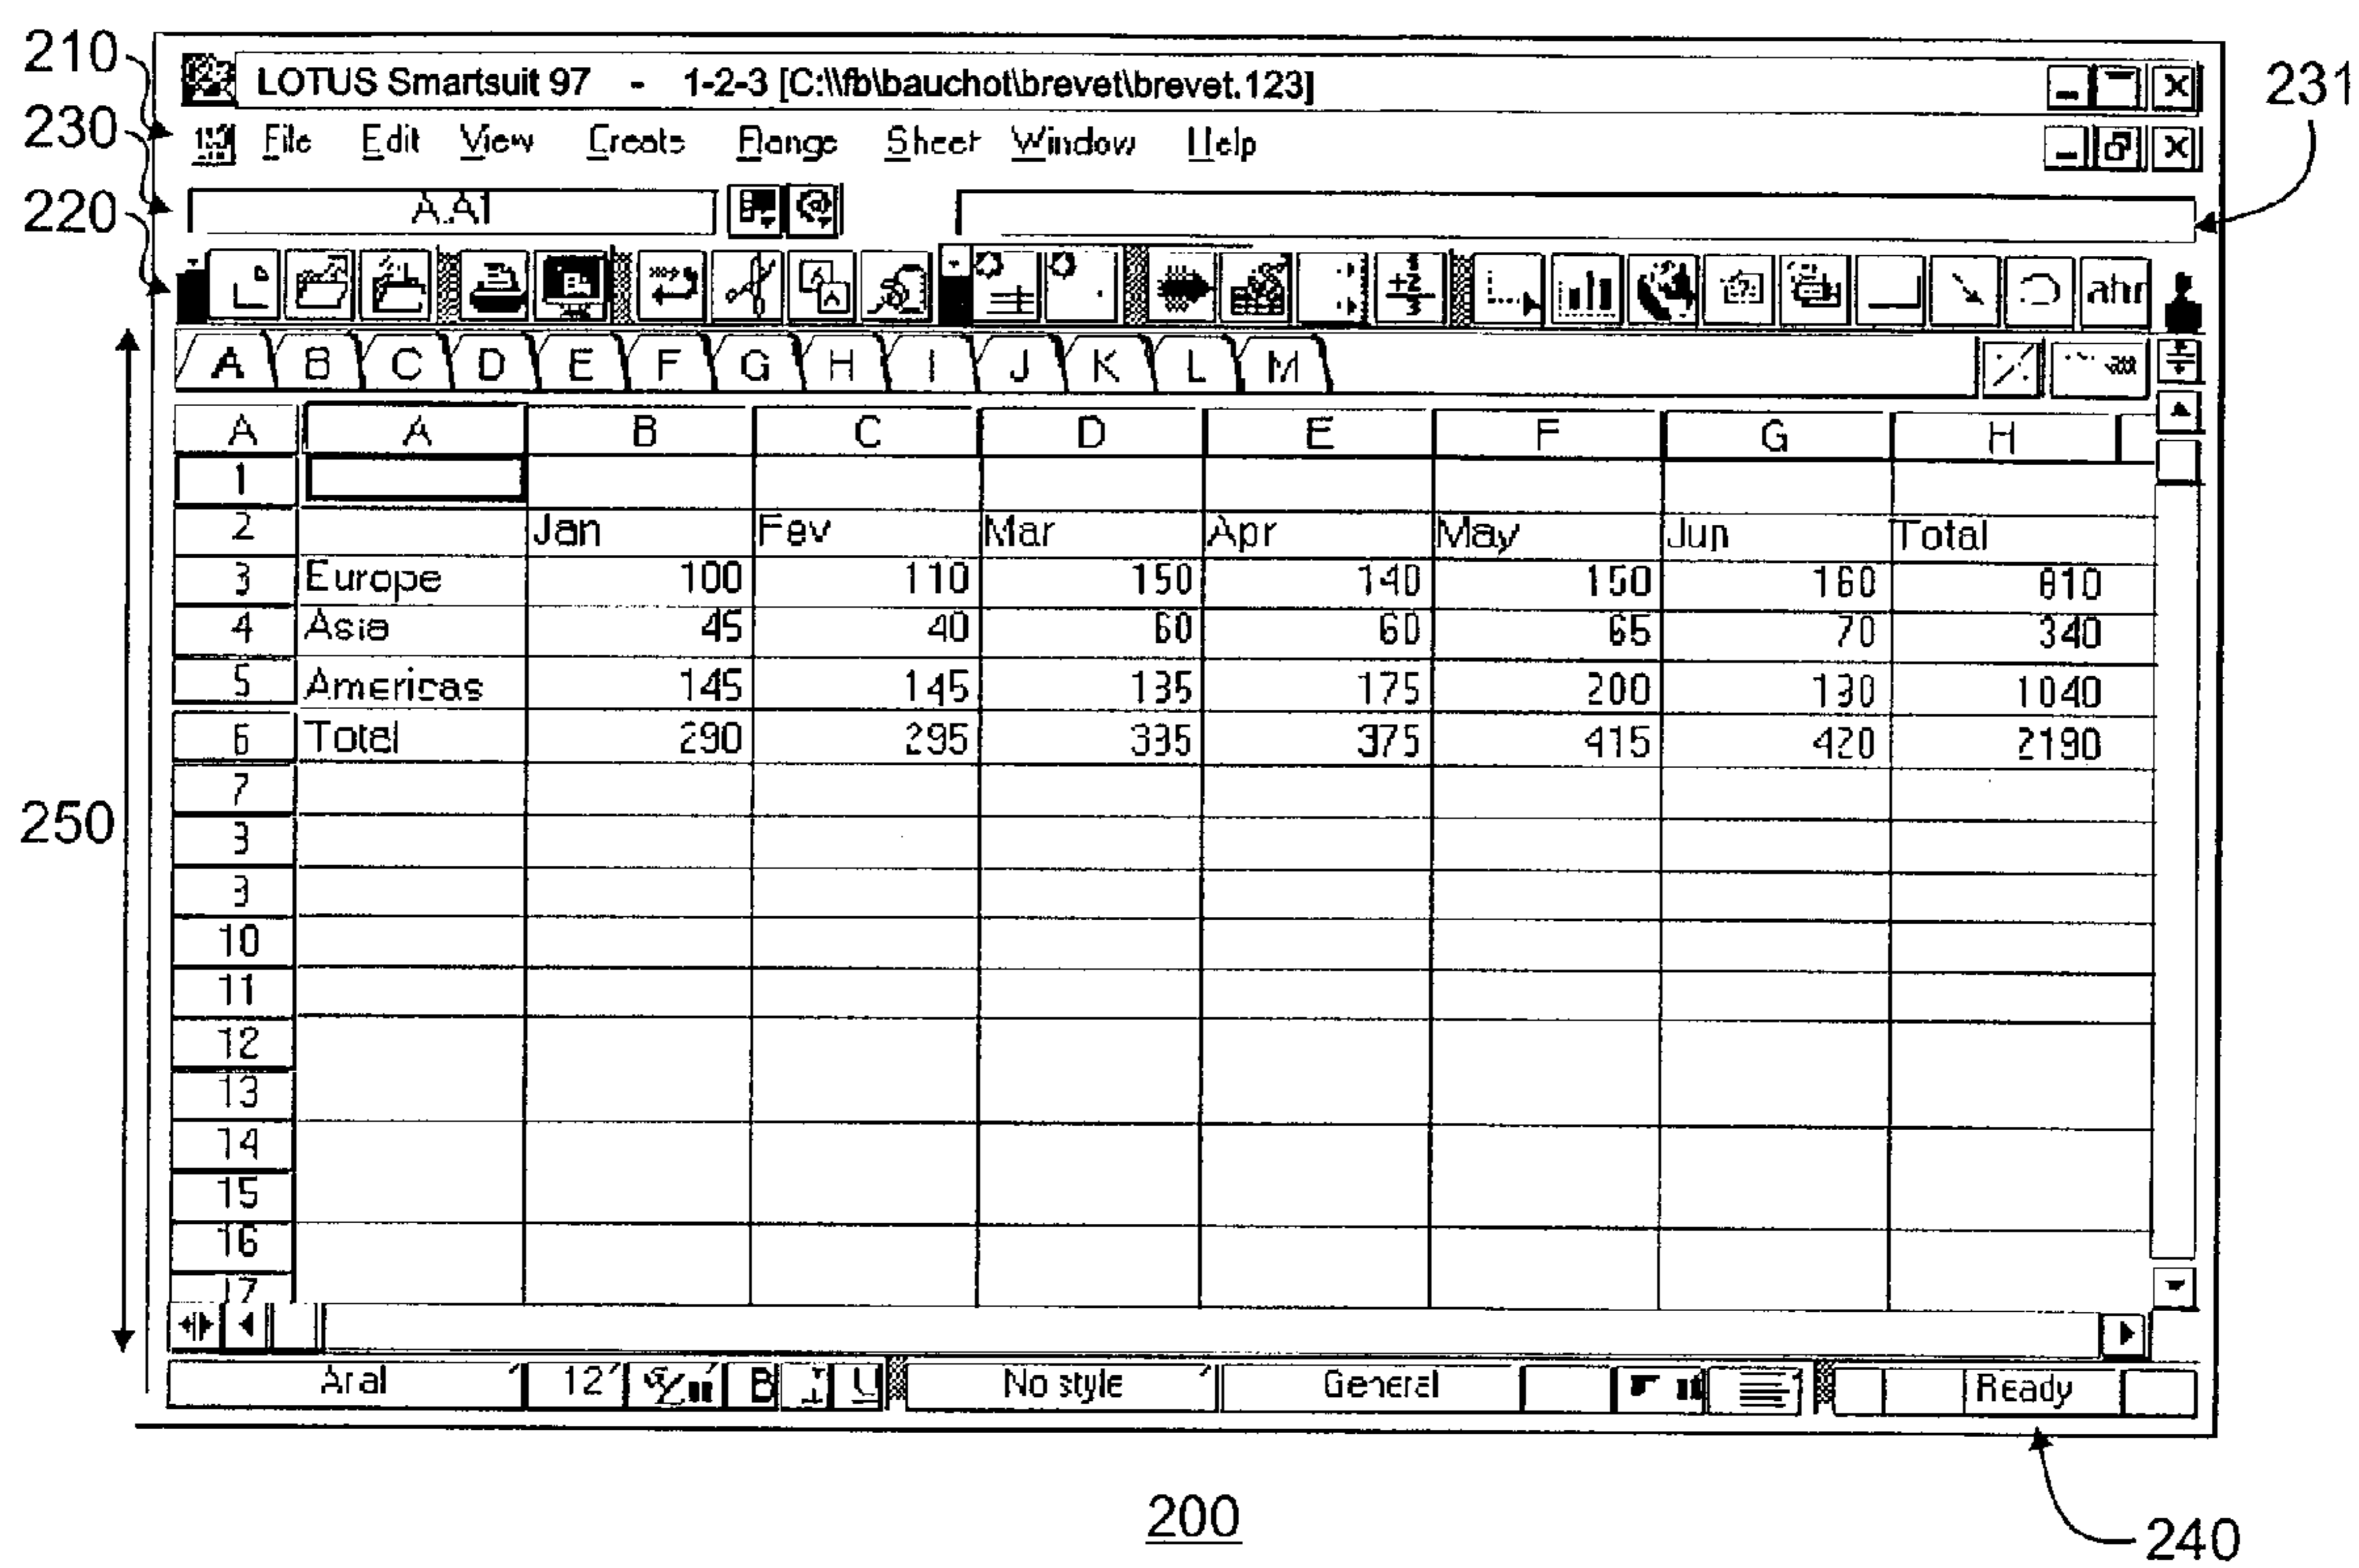 210
LOTUS Smartsuit 97 - 1-2-3 [C:\\fb\bauchot\brevet\brevet.123]
231
230
File Edit View Create Range Sheet Window Help
220
A:A1
ahr
A B C D E F G H I J K L M
A A B C D E F G H
1
2 Jan Fev Mar Apr May Jun Total
3 Europe 100 110 150 140 150 160 810
4 Asia 45 40 60 60 65 70 340
5 Americas 145 145 135 175 200 190 1040
6 Total 290 295 335 375 415 420 2190
7
250
8
9
10
11
12
13
14
15
16
17
Arial 12 B I U No style General Ready
200
240